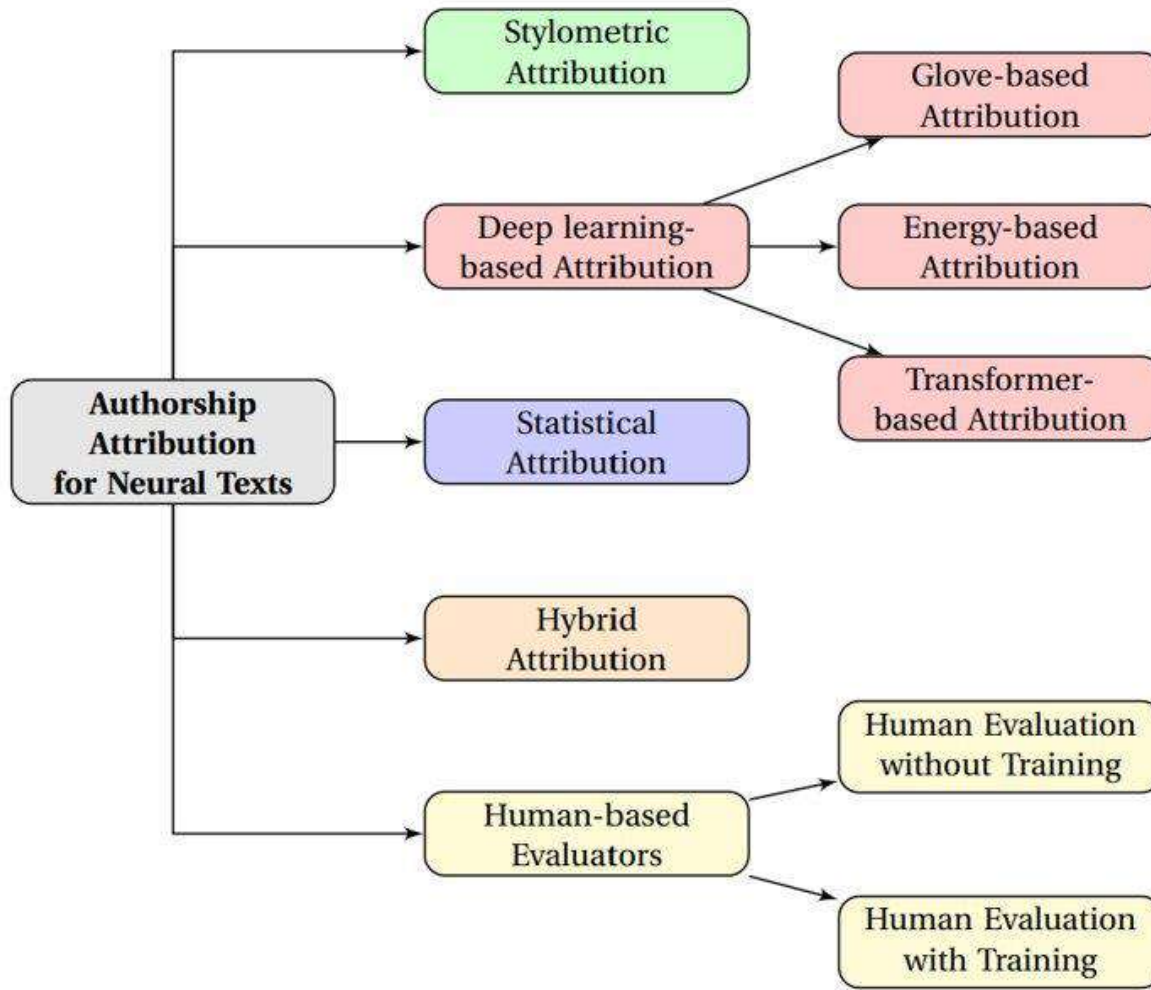 Stylometric
Attribution
Glove-based
Attribution
Deep learning-
based Attribution
Energy-based
Attribution
Transformer-
based Attribution
Authorship
Attribution
for Neural Texts
Statistical
Attribution
Hybrid
Attribution
Human Evaluation
without Training
Human-based
Evaluators
Human Evaluation
with Training